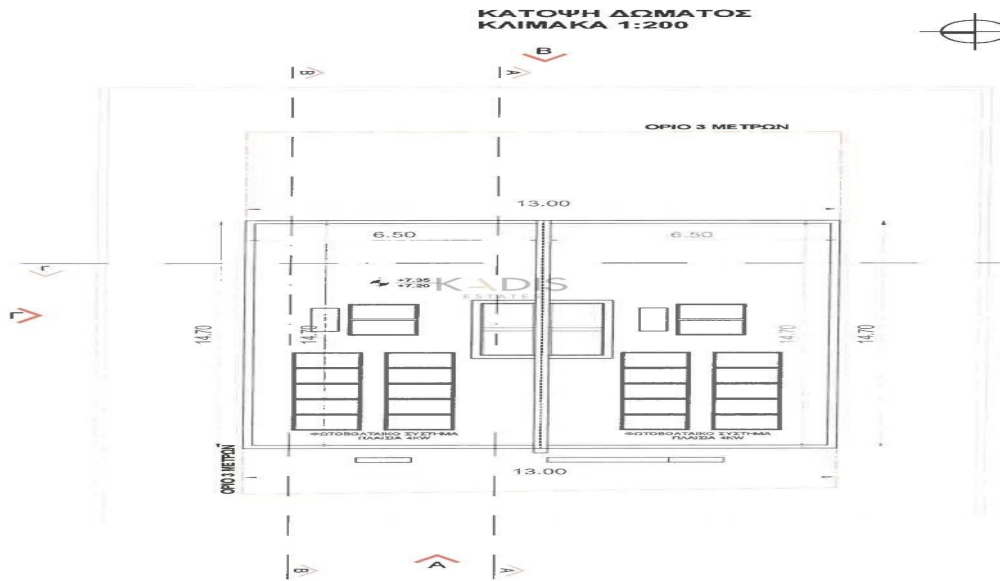 ΚΑΤΟΨΗ ΔΩΜΑΤΟΣ
ΚΛΙΜΑΚΑ 1:200
B
B
A
ΟΡΙΟ 3 ΜΕΤΡΩΝ
13.00
6.50
6.50
Γ
+7.35
+7.20
KADIS
ESTATES
Γ
14.70
14.70
14.70
14.70
ΦΩΤΟΒΟΛΤΑΙΚΟ ΣΥΣΤΗΜΑ
ΠΛΑΙΣΙΑ 4KW
ΦΩΤΟΒΟΛΤΑΙΚΟ ΣΥΣΤΗΜΑ
ΠΛΑΙΣΙΑ 4KW
ΟΡΙΟ 3 ΜΕΤΡΩΝ
13.00
A
B
A